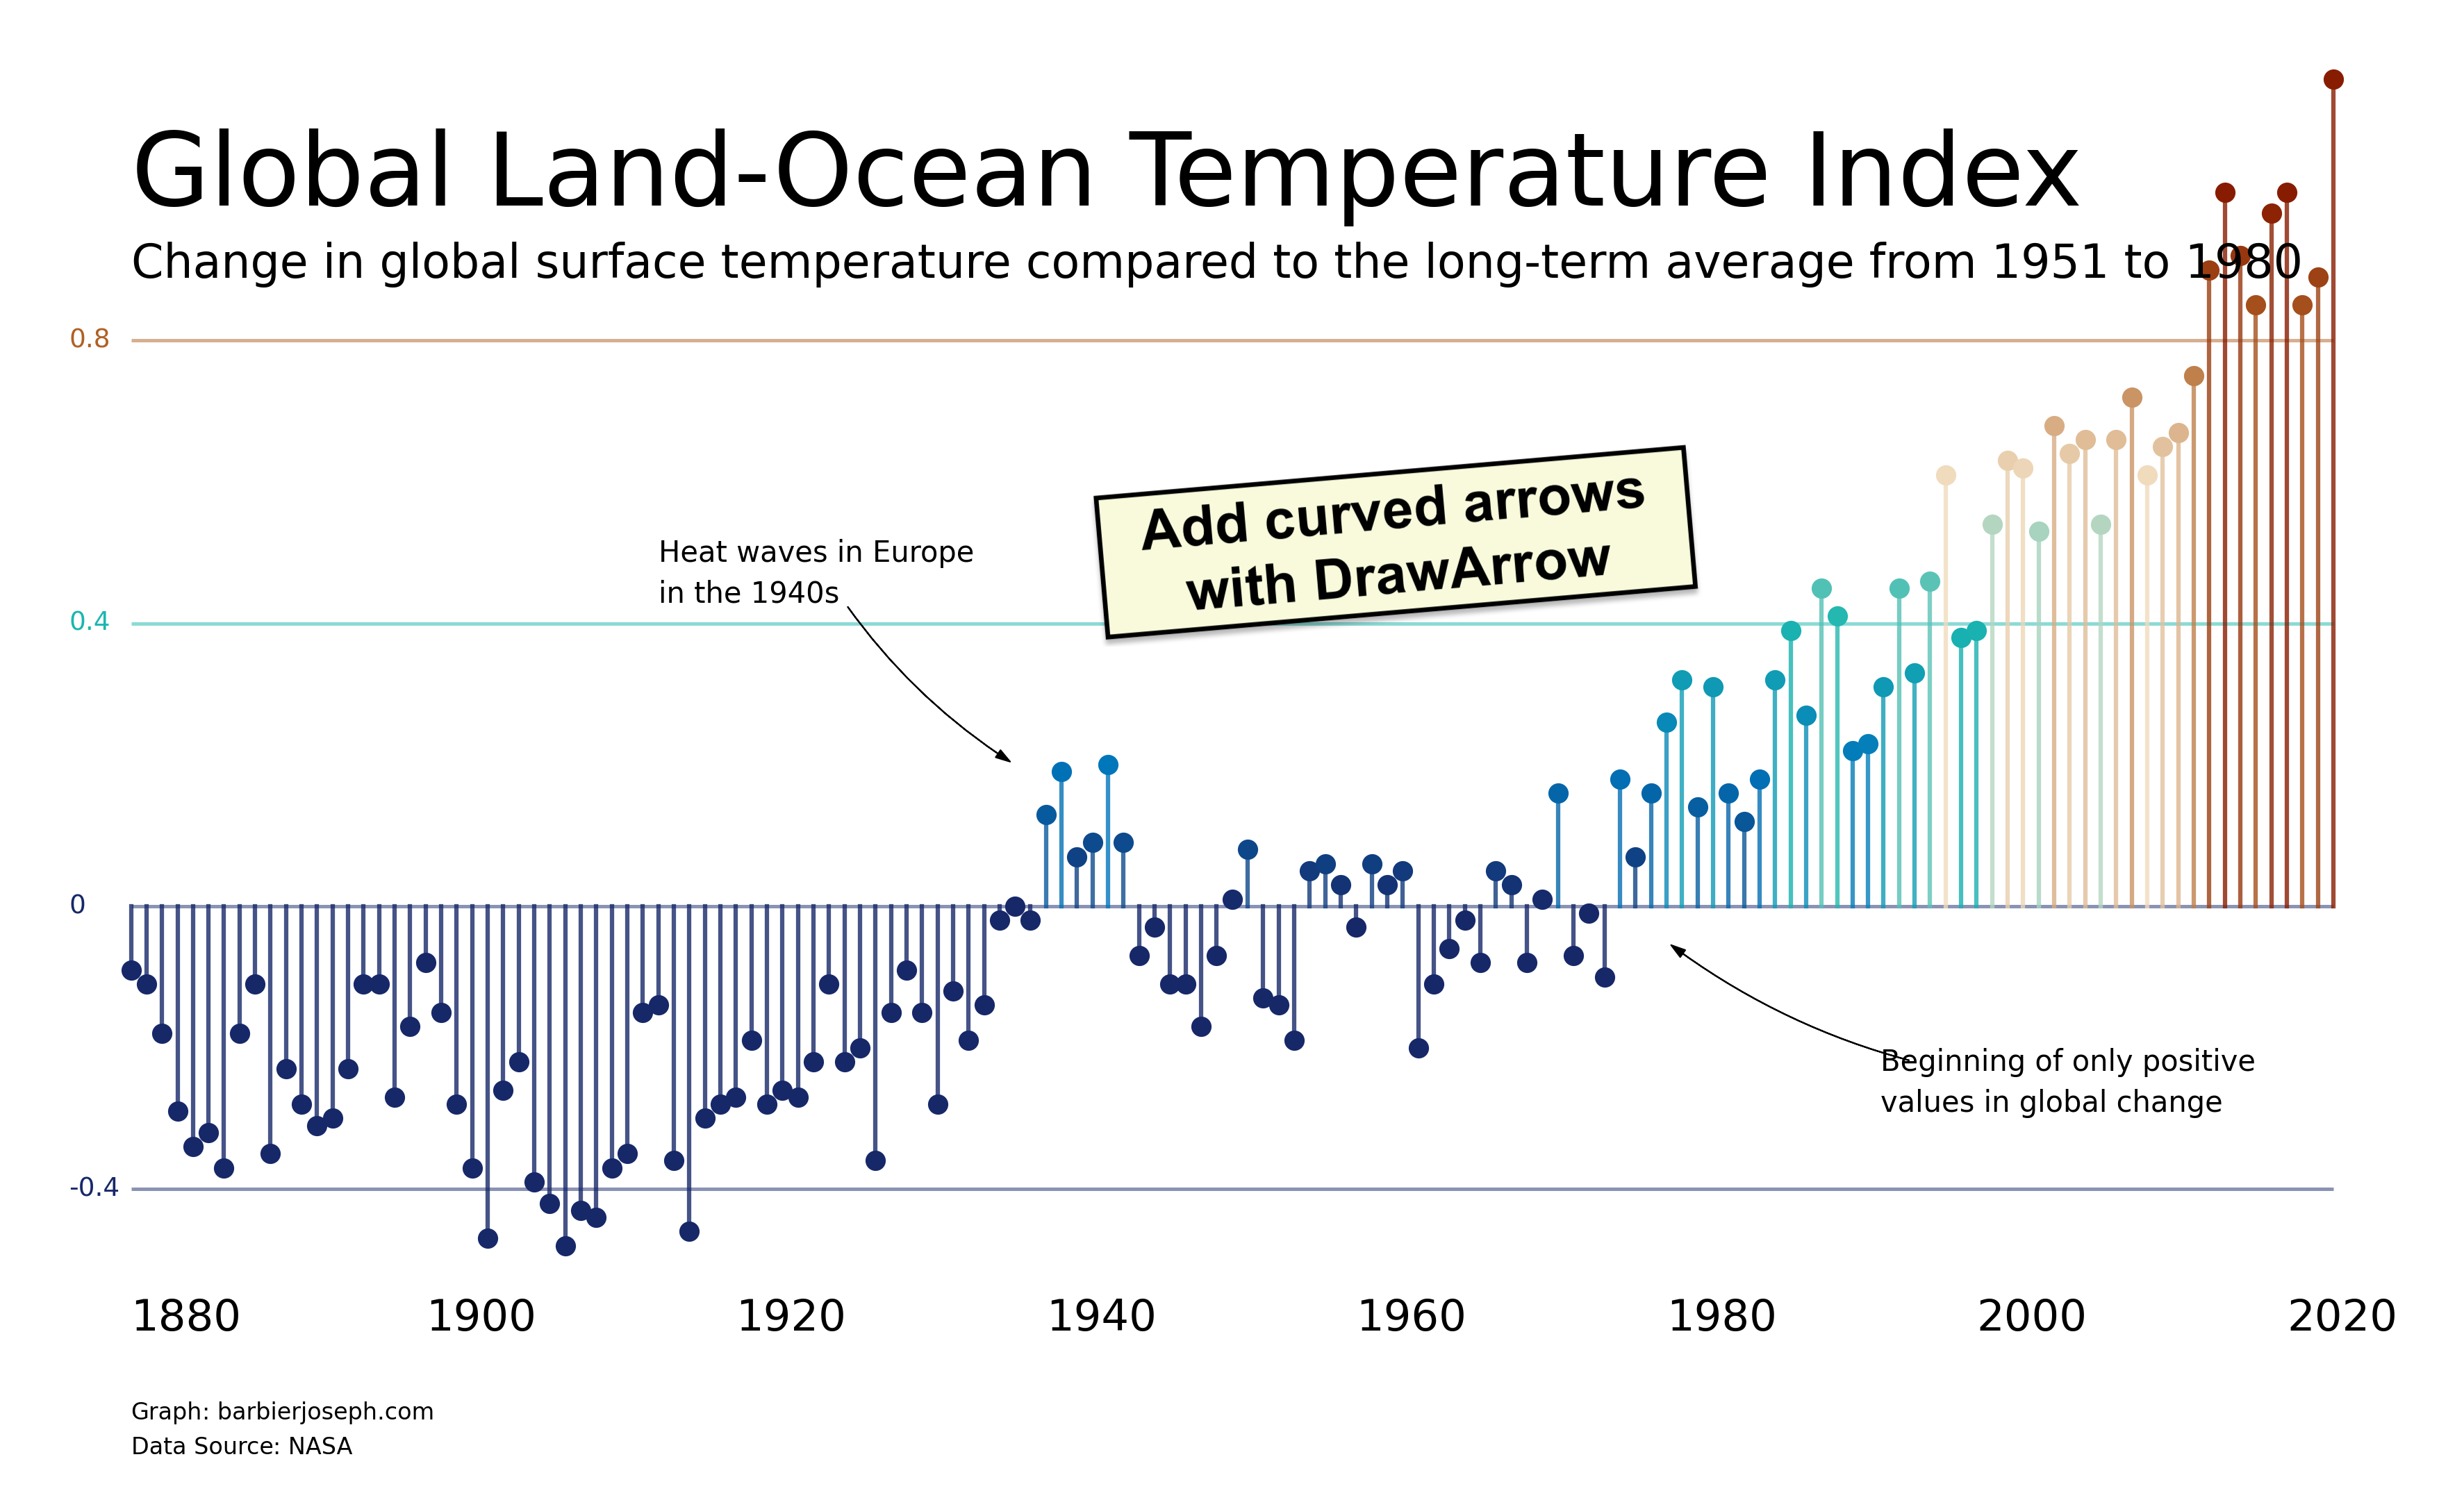 Global Land-Ocean Temperature Index
Change in global surface temperature compared to the long-term average from 1951 to 1980
0.8
Add curved arrows
with DrawArrow
Heat waves in Europe
in the 1940s
0.4
0
Beginning of only positive
values in global change
-0.4
1880 1900 1920 1940 1960 1980 2000 2020
Graph: barbierjoseph.com
Data Source: NASA